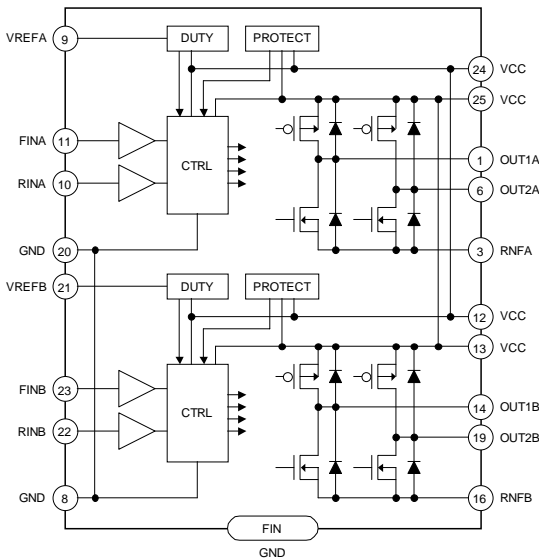 VREFA 9 DUTY PROTECT
24 VCC
25 VCC
FINA 11
CTRL
1 OUT1A
RINA 10
6 OUT2A
GND 20
3 RNFA
VREFB 21 DUTY PROTECT
12 VCC
13 VCC
FINB 23
CTRL
14 OUT1B
RINB 22
19 OUT2B
GND 8
16 RNFB
FIN
GND